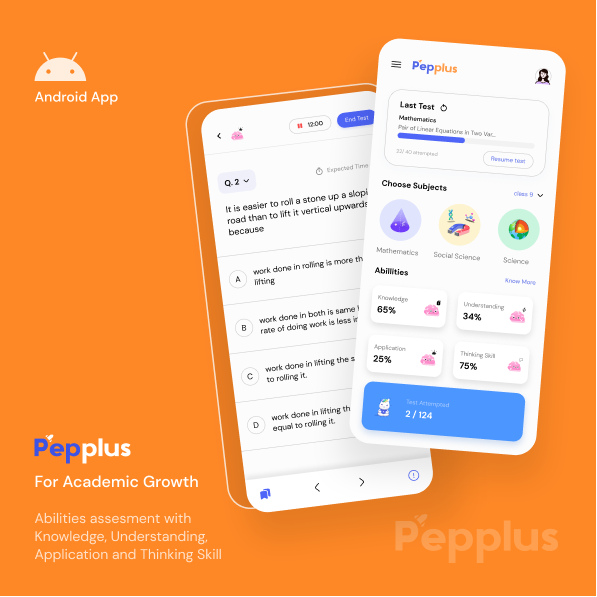 Android App
12:00
End Test
Q. 2
Expected Time
It is easier to roll a stone up a slopi
road than to lift it vertical upwards
because
A
work done in rolling is more th
lifting
B
work done in both is same
rate of doing work is less in
C
work done in lifting the s
to rolling it.
D
work done in lifting th
equal to rolling it.
Pepplus
Last Test
Mathematics
Pair of Linear Equations In Two Var...
22/ 40 attempted
Resume test
Choose Subjects
class 9
Mathematics
Social Science
Science
Abilities
Know More
Knowledge
65%
Understanding
34%
Application
25%
Thinking Skill
75%
Test Attempted
2 / 124
Pepplus
For Academic Growth
Abilities assesment with
Knowledge, Understanding,
Application and Thinking Skill
Pepplus